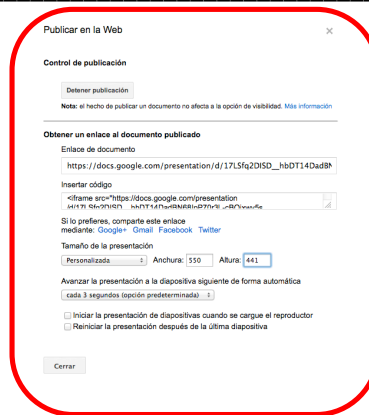 Publicar en la Web
Control de publicación
Detener publicación
Nota: el hecho de publicar un documento no afecta a la opción de visibilidad. Más información
Obtener un enlace al documento publicado
Enlace de documento
https://docs.google.com/presentation/d/17LSfq2DISD__hbDT14DadBN
Insertar código
<iframe src="https://docs.google.com/presentation
Si lo prefieres, comparte este enlace
mediante: Google+ Gmail Facebook Twitter
Tamaño de la presentación
Personalizada Anchura: 550 Altura: 441
Avanzar la presentación a la diapositiva siguiente de forma automática
cada 3 segundos (opción predeterminada)
Iniciar la presentación de diapositivas cuando se cargue el reproductor
Reiniciar la presentación después de la última diapositiva
Cerrar